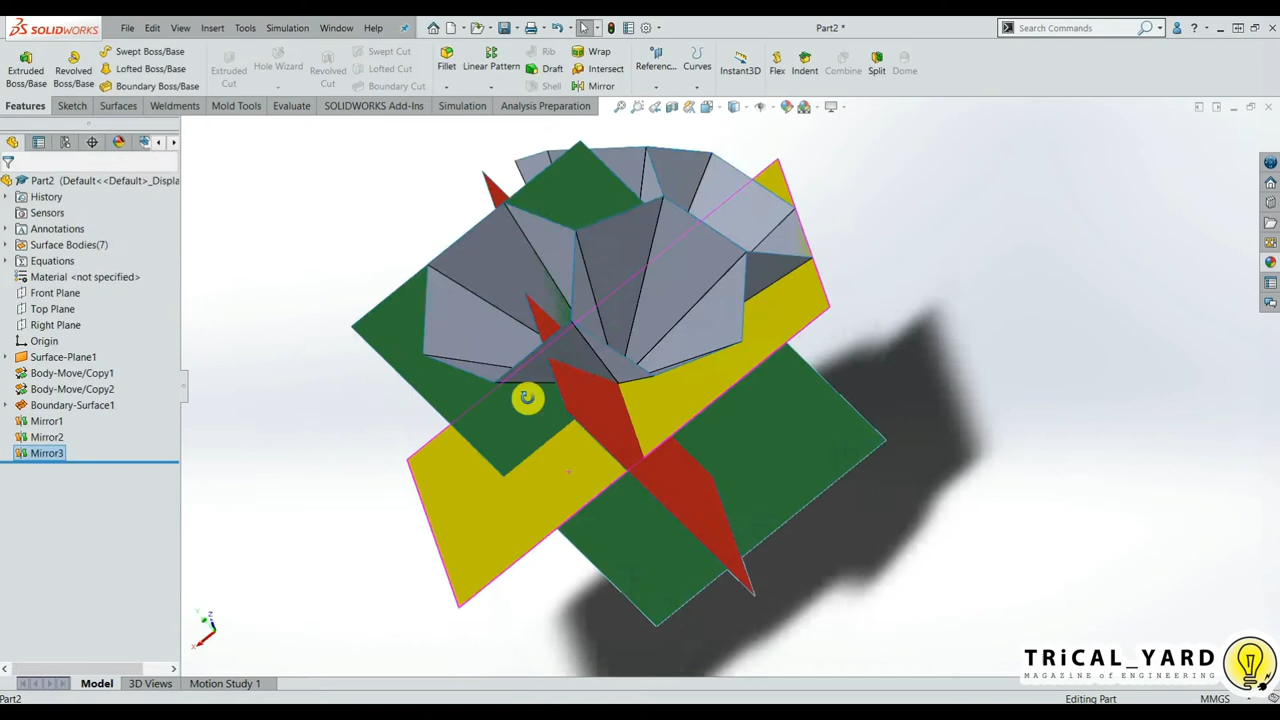 SOLIDWORKS File Edit View Insert Tools Simulation Window Help Part2 * Search Commands
Extruded Boss/Base Revolved Boss/Base Swept Boss/Base Lofted Boss/Base Boundary Boss/Base Extruded Cut Hole Wizard Revolved Cut Swept Cut Lofted Cut Boundary Cut Fillet Linear Pattern Rib Draft Shell Wrap Intersect Mirror Referenc... Curves Instant3D Flex Indent Combine Split Dome
Features Sketch Surfaces Weldments Mold Tools Evaluate SOLIDWORKS Add-Ins Simulation Analysis Preparation
Part2 (Default<<Default>_Displa
History
Sensors
Annotations
Surface Bodies(7)
Equations
Material <not specified>
Front Plane
Top Plane
Right Plane
Origin
Surface-Plane1
Body-Move/Copy1
Body-Move/Copy2
Boundary-Surface1
Mirror1
Mirror2
Mirror3
Z
X
TRiCAL_YARD
MAGAZINE of ENGINEERING
Model 3D Views Motion Study 1
Part2 Editing Part MMGS